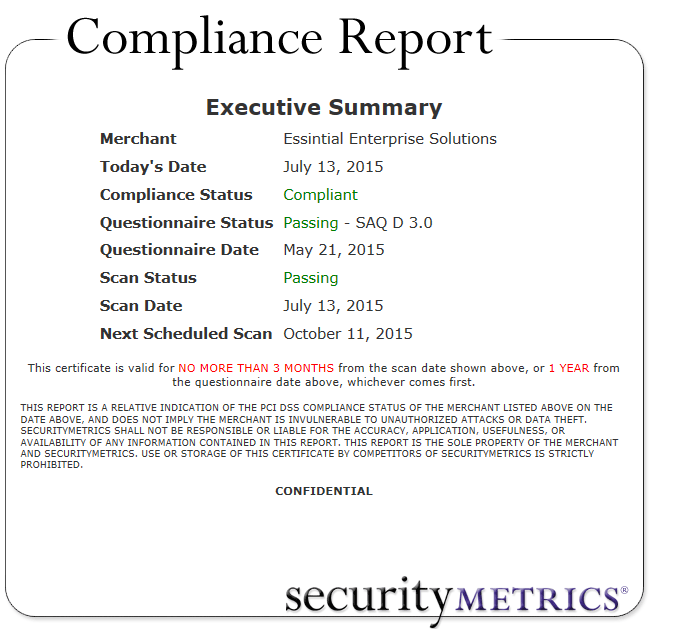 Compliance Report
Executive Summary
Merchant Essintial Enterprise Solutions
Today's Date July 13, 2015
Compliance Status Compliant
Questionnaire Status Passing - SAQ D 3.0
Questionnaire Date May 21, 2015
Scan Status Passing
Scan Date July 13, 2015
Next Scheduled Scan October 11, 2015
This certificate is valid for NO MORE THAN 3 MONTHS from the scan date shown above, or 1 YEAR from
the questionnaire date above, whichever comes first.
THIS REPORT IS A RELATIVE INDICATION OF THE PCI DSS COMPLIANCE STATUS OF THE MERCHANT LISTED ABOVE ON THE
DATE ABOVE, AND DOES NOT IMPLY THE MERCHANT IS INVULNERABLE TO UNAUTHORIZED ATTACKS OR DATA THEFT.
SECURITYMETRICS SHALL NOT BE RESPONSIBLE OR LIABLE FOR THE ACCURACY, APPLICATION, USEFULNESS, OR
AVAILABILITY OF ANY INFORMATION CONTAINED IN THIS REPORT. THIS REPORT IS THE SOLE PROPERTY OF THE MERCHANT
AND SECURITYMETRICS. USE OR STORAGE OF THIS CERTIFICATE BY COMPETITORS OF SECURITYMETRICS IS STRICTLY
PROHIBITED.
CONFIDENTIAL
securityMETRICS®